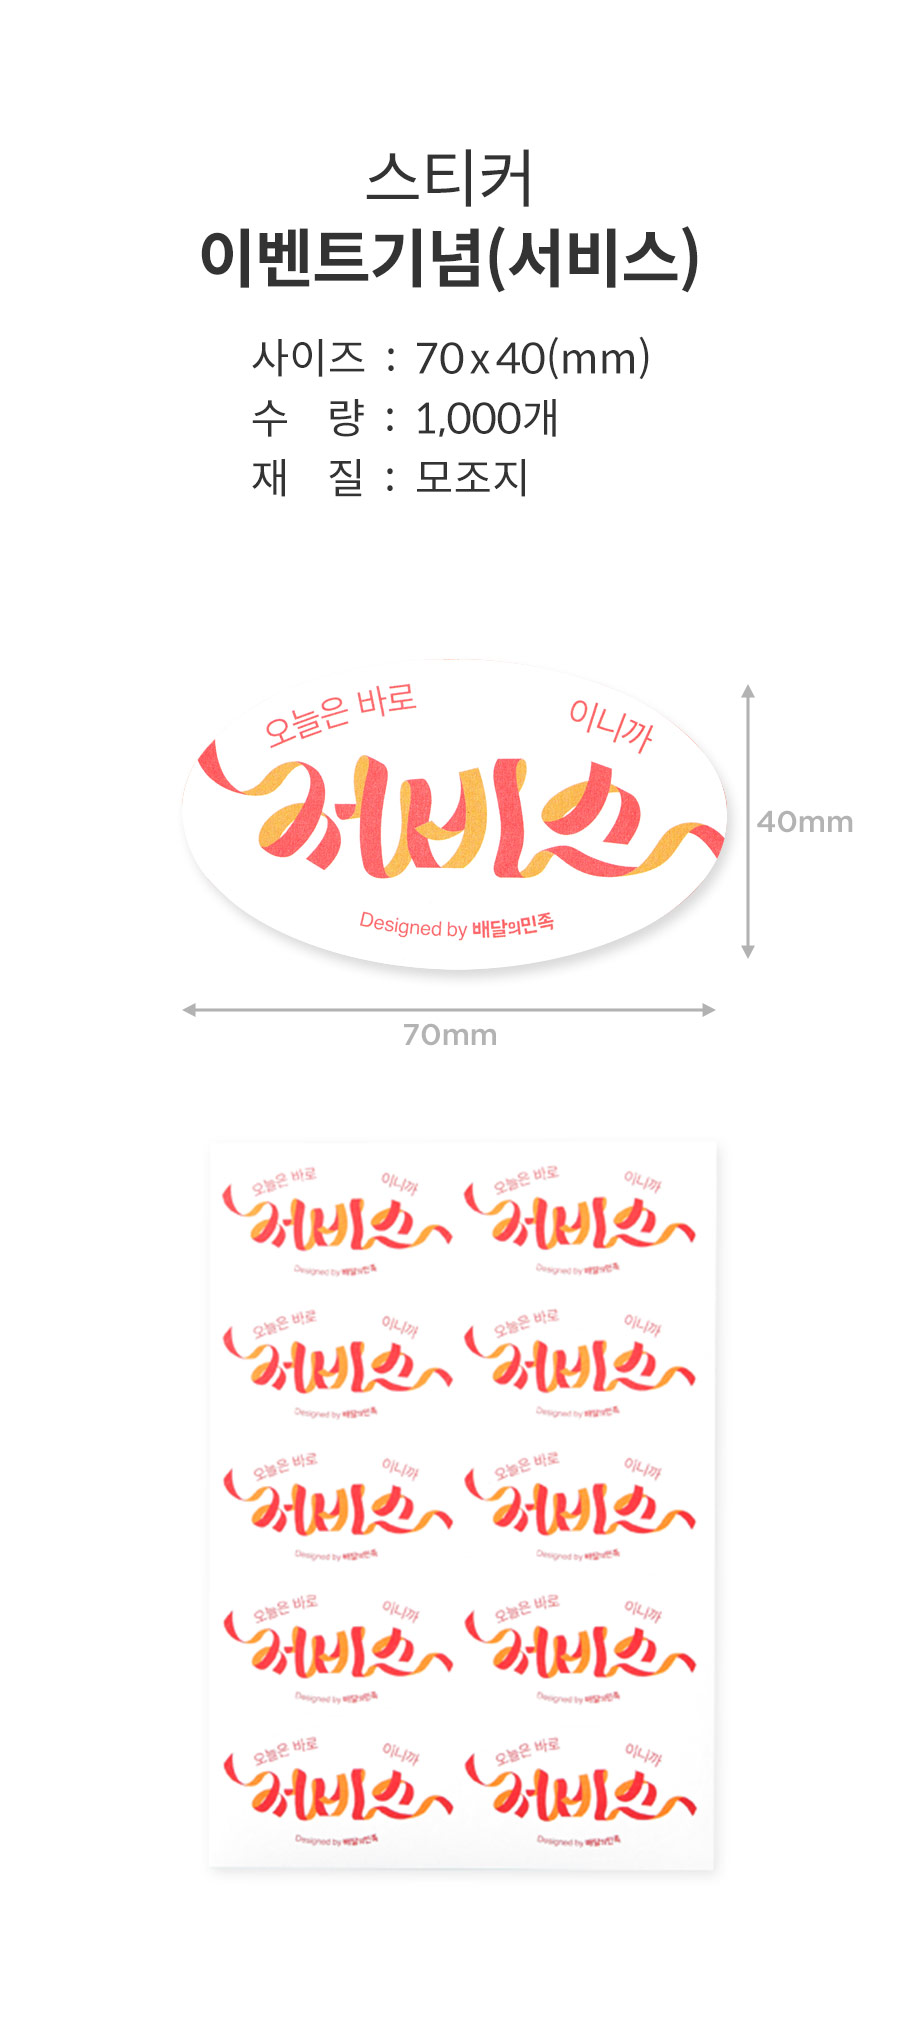 스티커
이벤트기념(서비스)
사이즈 : 70x40(mm)
수 량 : 1,000개
재 질 : 모조지
오늘은 바로 이니까
서비스
Designed by 배달의민족
40mm
70mm
오늘은 바로 이니까 오늘은 바로 이니까
서비스 서비스
Designed by 배달의민족 Designed by 배달의민족
오늘은 바로 이니까 오늘은 바로 이니까
서비스 서비스
Designed by 배달의민족 Designed by 배달의민족
오늘은 바로 이니까 오늘은 바로 이니까
서비스 서비스
Designed by 배달의민족 Designed by 배달의민족
오늘은 바로 이니까 오늘은 바로 이니까
서비스 서비스
Designed by 배달의민족 Designed by 배달의민족
오늘은 바로 이니까 오늘은 바로 이니까
서비스 서비스
Designed by 배달의민족 Designed by 배달의민족